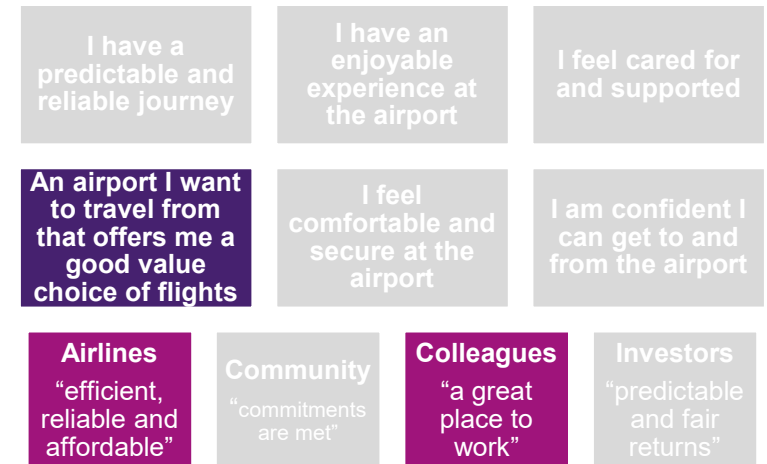 I have a
predictable and
reliable journey
I have an
enjoyable
experience at
the airport
I feel cared for
and supported
An airport I want
to travel from
that offers me a
good value
choice of flights
I feel
comfortable and
secure at the
airport
I am confident I
can get to and
from the airport
Airlines
“efficient,
reliable and
affordable”
Community
“commitments
are met”
Colleagues
“a great
place to
work”
Investors
“predictable
and fair
returns”